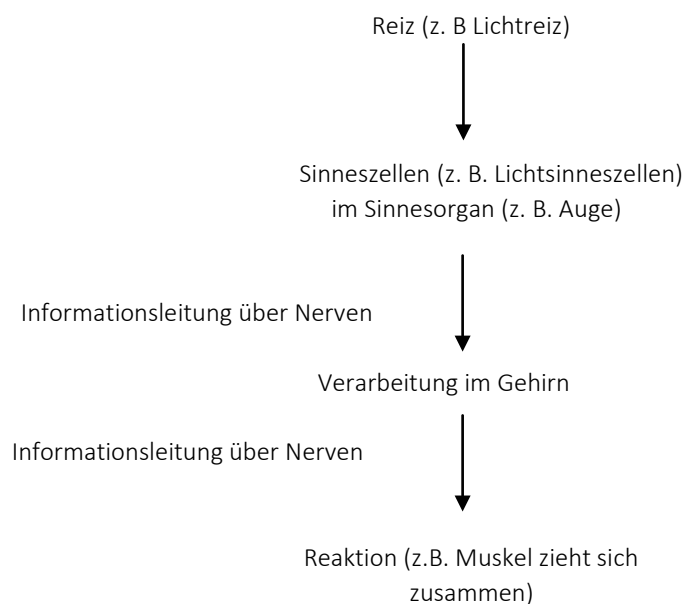 Reiz (z. B Lichtreiz)
Sinneszellen (z. B. Lichtsinneszellen)
im Sinnesorgan (z. B. Auge)
Informationsleitung über Nerven
Verarbeitung im Gehirn
Informationsleitung über Nerven
Reaktion (z.B. Muskel zieht sich
zusammen)